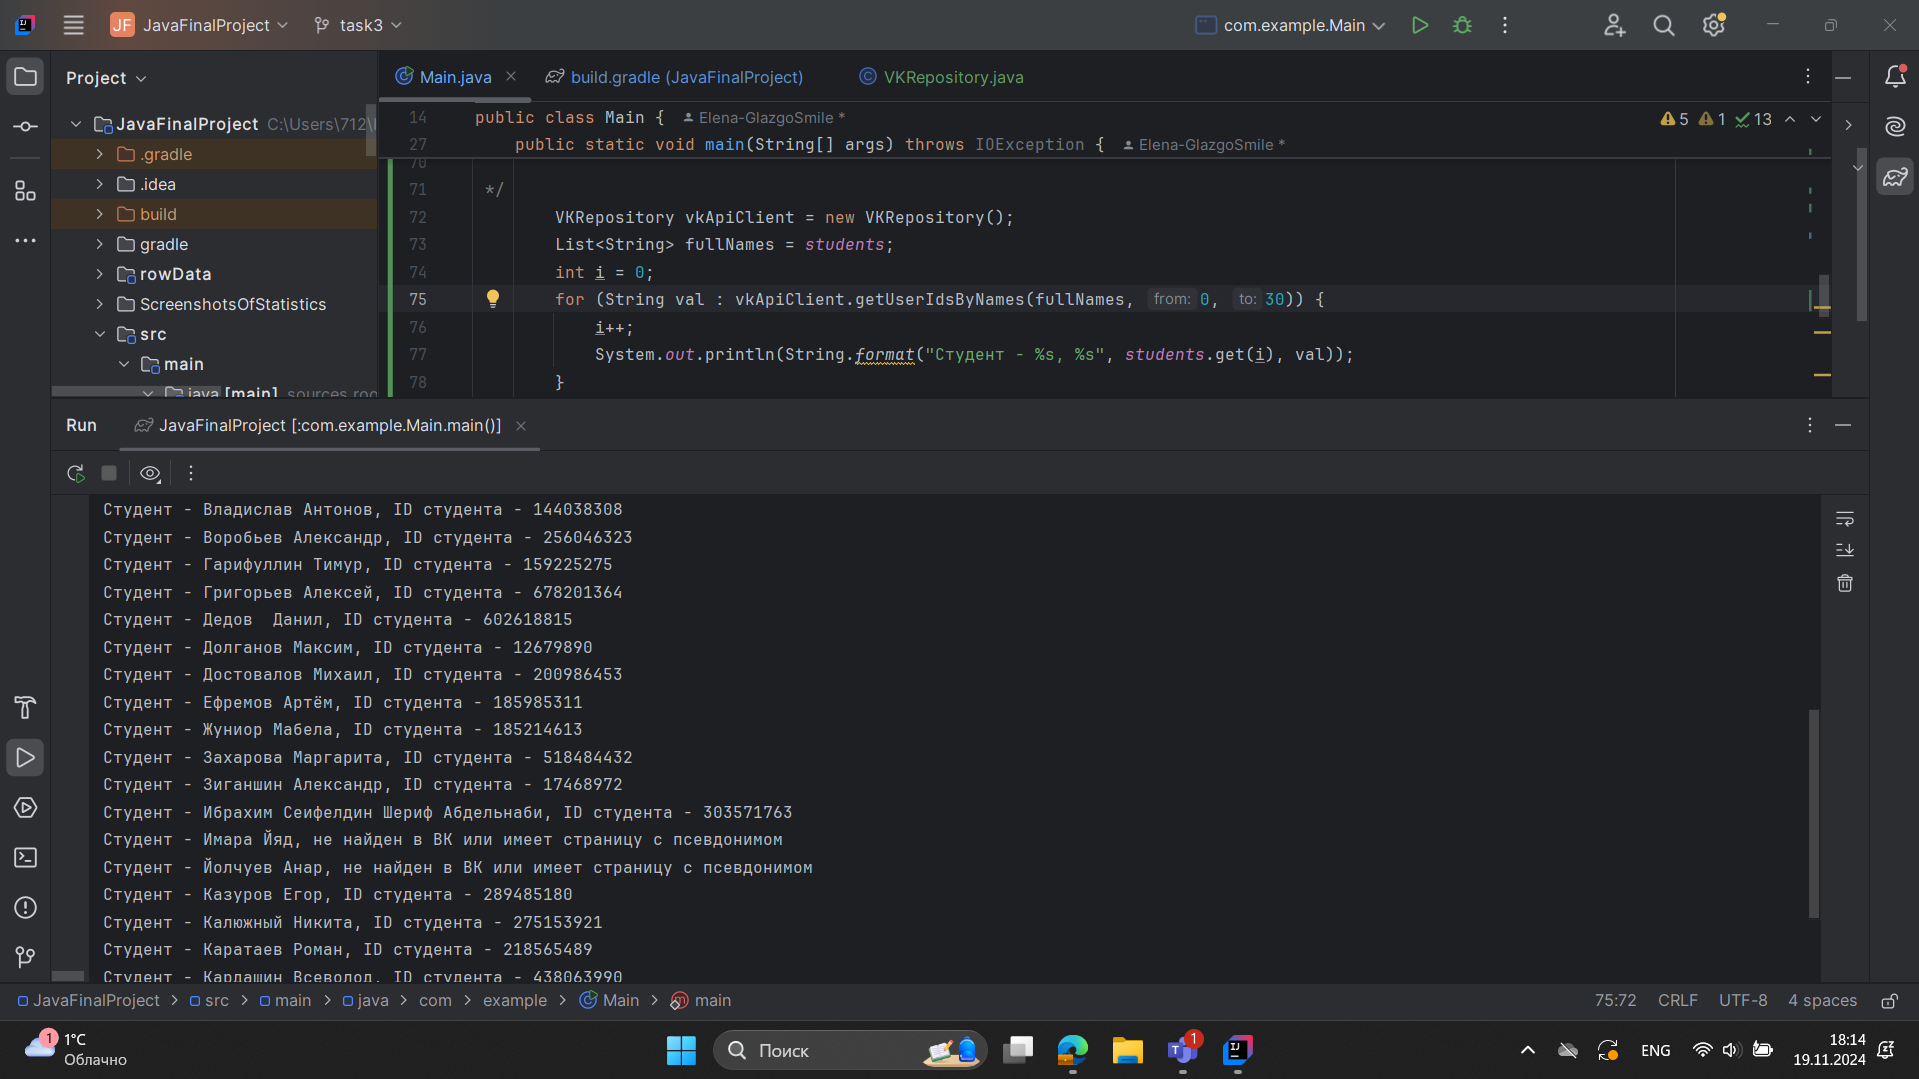 JF JavaFinalProject task3 com.example.Main
Project
Main.java build.gradle (JavaFinalProject) VKRepository.java
JavaFinalProject C:\Users\712\
.gradle
.idea
build
gradle
rowData
ScreenshotsOfStatistics
src
main
java [main] sources roo
14 public class Main { Elena-GlazgoSmile *
27 public static void main(String[] args) throws IOException { Elena-GlazgoSmile *
5 1 13
70
71 */
72 VKRepository vkApiClient = new VKRepository();
73 List<String> fullNames = students;
74 int i = 0;
75 for (String val : vkApiClient.getUserIdsByNames(fullNames, from: 0, to: 30)) {
76 i++;
77 System.out.println(String.format("Студент - %s, %s", students.get(i), val));
78 }
Run JavaFinalProject [:com.example.Main.main()]
Студент - Владислав Антонов, ID студента - 144038308
Студент - Воробьев Александр, ID студента - 256046323
Студент - Гарифуллин Тимур, ID студента - 159225275
Студент - Григорьев Алексей, ID студента - 678201364
Студент - Дедов  Данил, ID студента - 602618815
Студент - Долганов Максим, ID студента - 12679890
Студент - Достовалов Михаил, ID студента - 200986453
Студент - Ефремов Артём, ID студента - 185985311
Студент - Жуниор Мабела, ID студента - 185214613
Студент - Захарова Маргарита, ID студента - 518484432
Студент - Зиганшин Александр, ID студента - 17468972
Студент - Ибрахим Сеифелдин Шериф Абдельнаби, ID студента - 303571763
Студент - Имара Йяд, не найден в ВК или имеет страницу с псевдонимом
Студент - Йолчуев Анар, не найден в ВК или имеет страницу с псевдонимом
Студент - Казуров Егор, ID студента - 289485180
Студент - Калюжный Никита, ID студента - 275153921
Студент - Каратаев Роман, ID студента - 218565489
Студент - Кардашин Всеволод, ID студента - 438063990
JavaFinalProject > src > main > java > com > example > Main > main
75:72 CRLF UTF-8 4 spaces
1 1°C
Облачно
Поиск
1
ENG
18:14
19.11.2024